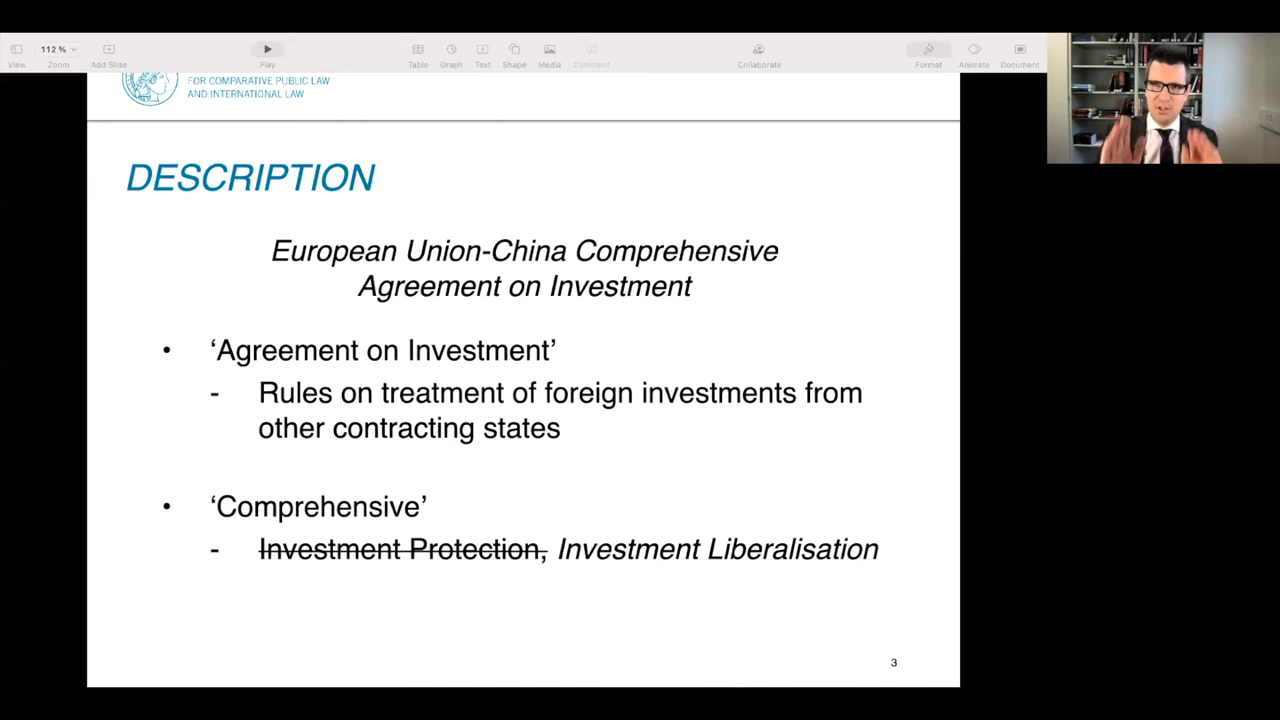 112 %
View
Zoom
Add Slide
Play
Table
Graph
Text
Shape
Media
Comment
Collaborate
Format
Animate
Document
FOR COMPARATIVE PUBLIC LAW
AND INTERNATIONAL LAW
DESCRIPTION
European Union-China Comprehensive
Agreement on Investment
• ‘Agreement on Investment’
- Rules on treatment of foreign investments from
other contracting states
• ‘Comprehensive’
- Investment Protection, Investment Liberalisation
3